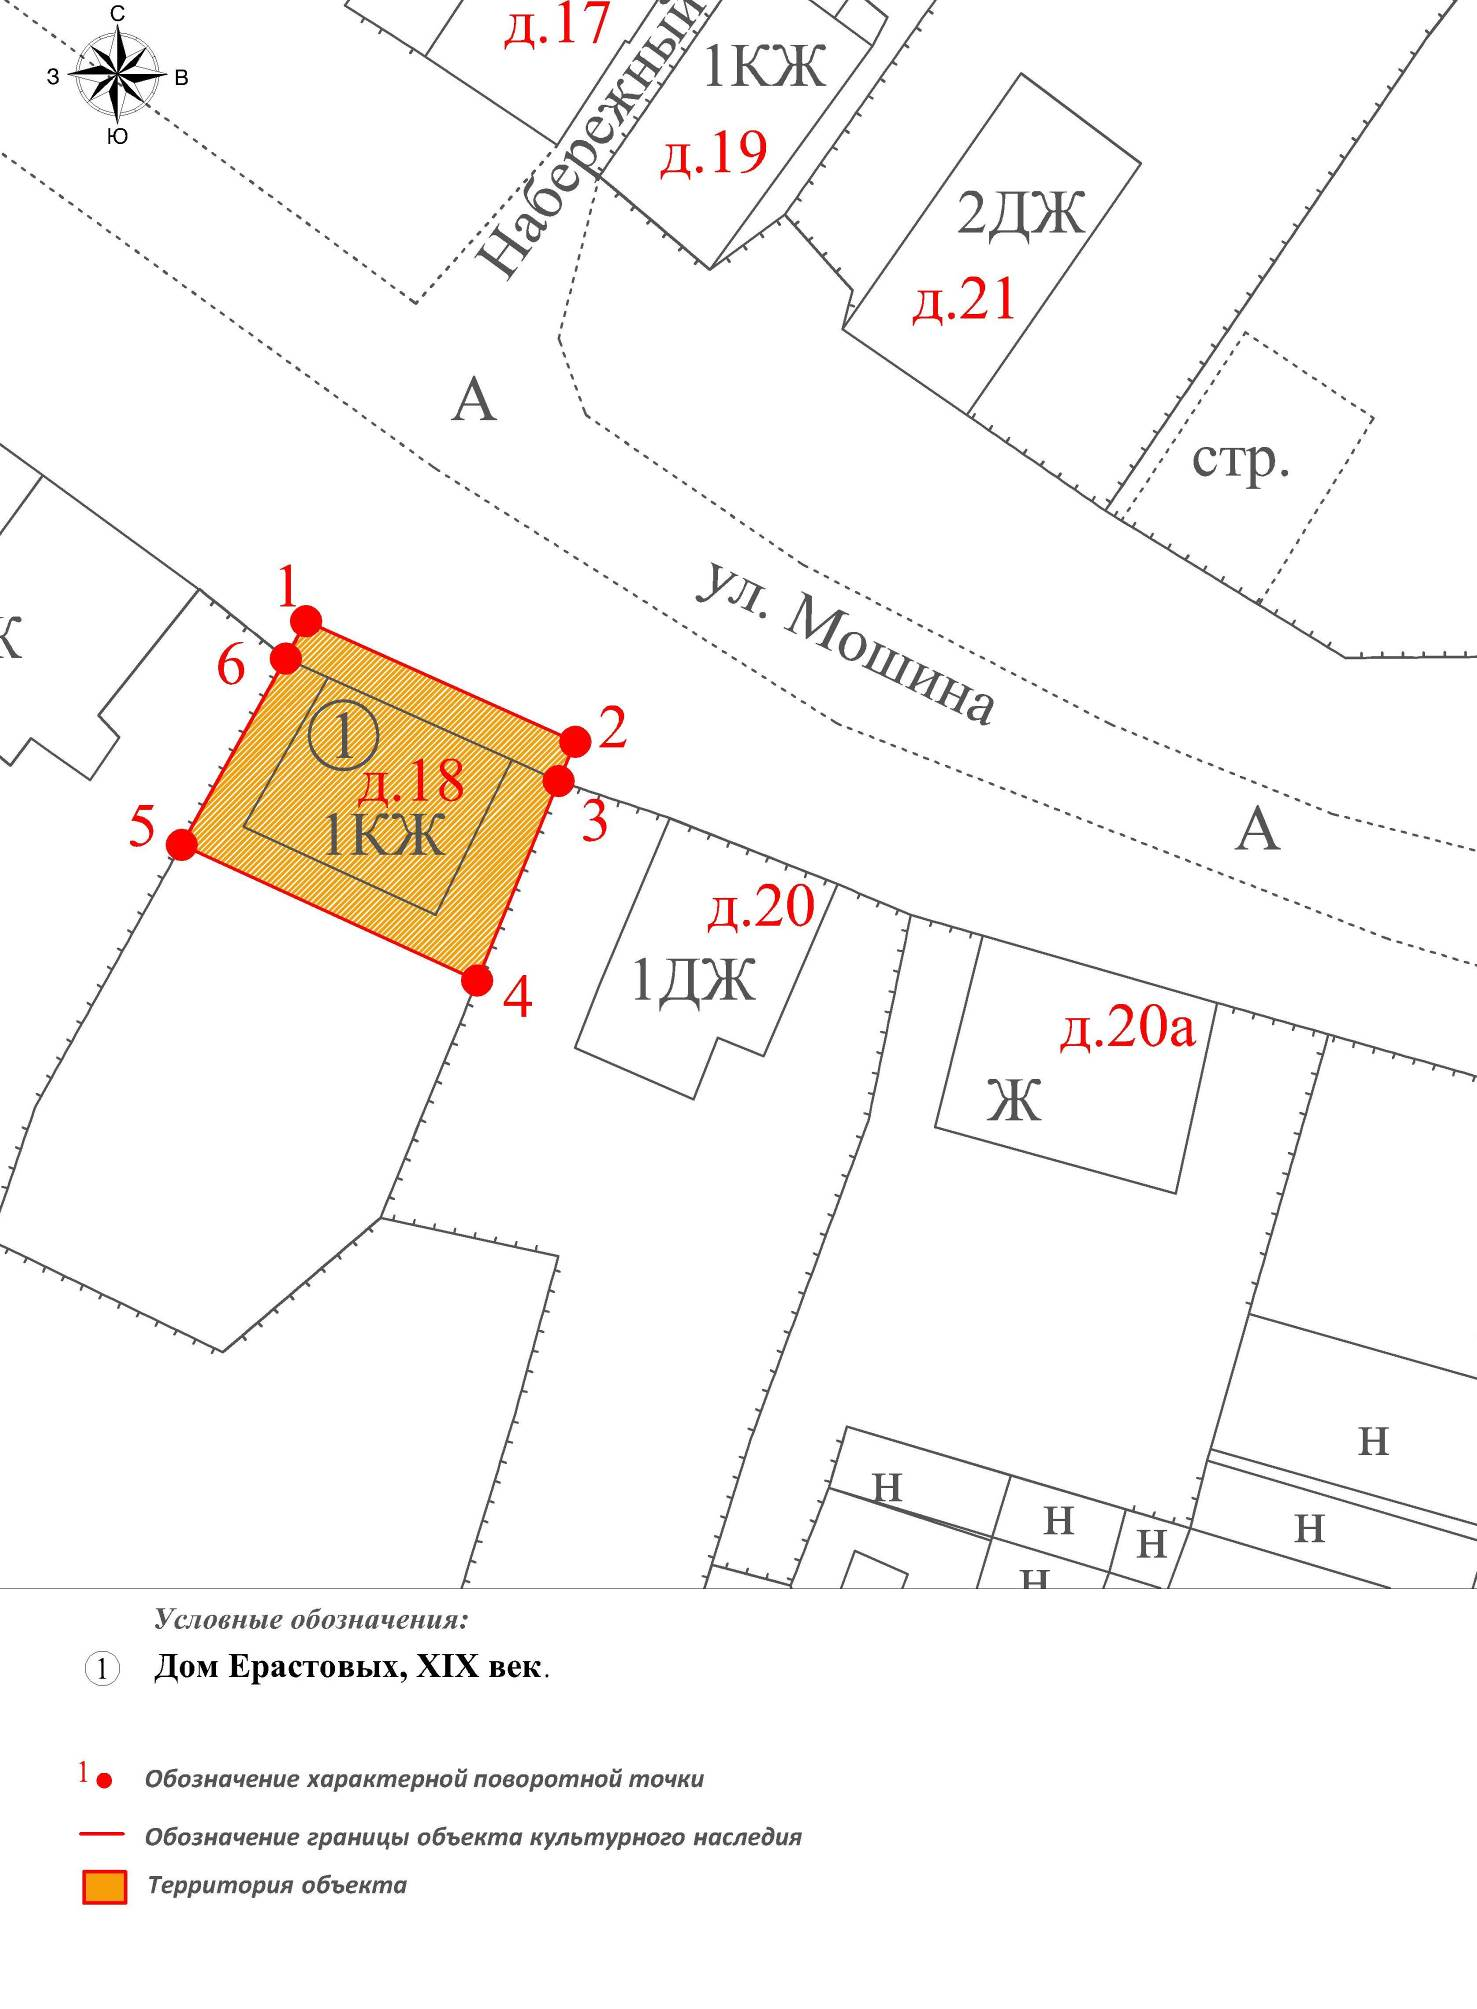 С
З В
Ю
д.17
Набережный
1КЖ
д.19
2ДЖ
д.21
А
стр.
ул. Мошина
1
6
К
2
1
д.18
3
5
1КЖ
А
д.20
1ДЖ
4
д.20а
Ж
н
н
н
н
н
н
Условные обозначения:
1 Дом Ерастовых, XIX век.
1 Обозначение характерной поворотной точки
Обозначение границы объекта культурного наследия
Территория объекта